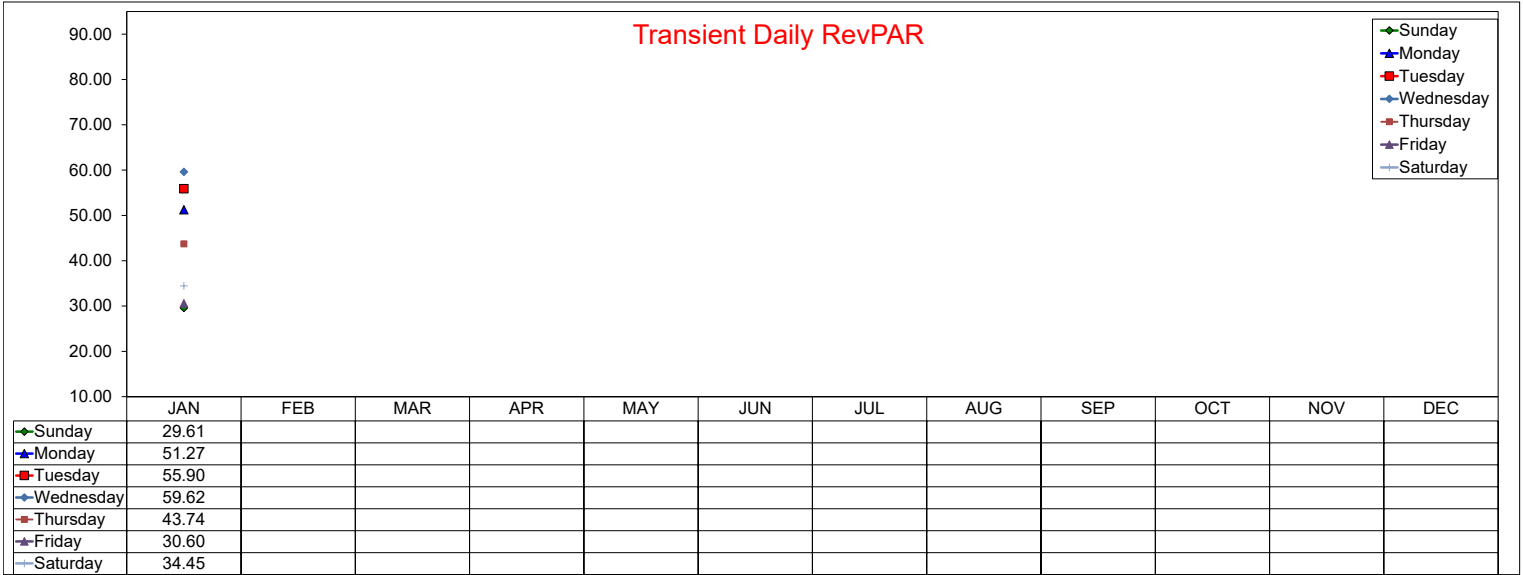 Transient Daily RevPAR
90.00
80.00
70.00
60.00
50.00
40.00
30.00
20.00
10.00
Sunday
Monday
Tuesday
Wednesday
Thursday
Friday
Saturday
JAN FEB MAR APR MAY JUN JUL AUG SEP OCT NOV DEC
Sunday 29.61
Monday 51.27
Tuesday 55.90
Wednesday 59.62
Thursday 43.74
Friday 30.60
Saturday 34.45